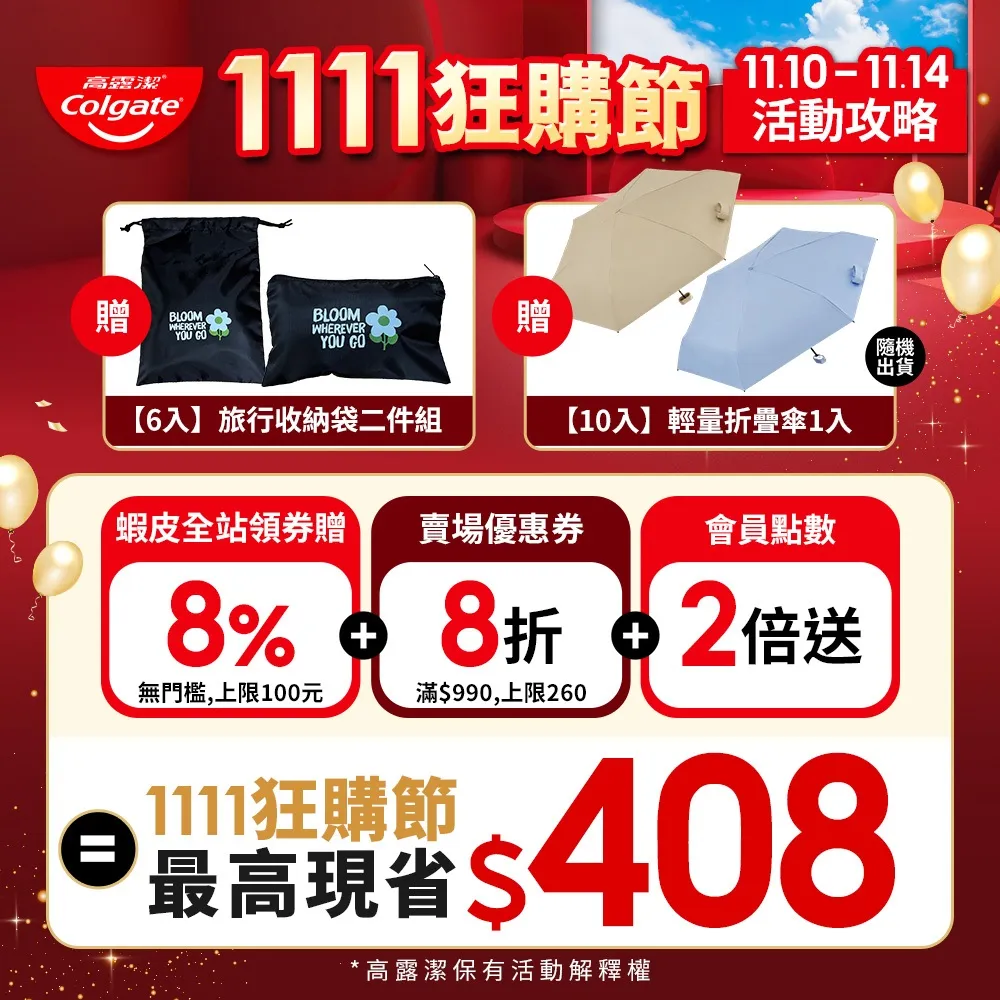 高露潔®
Colgate®
1111狂購節
11.10-11.14
活動攻略
贈
BLOOM
WHEREVER
YOU GO
BLOOM
WHEREVER
YOU GO
【6入】旅行收納袋二件組
贈
隨機
出貨
【10入】輕量折疊傘1入
蝦皮全站領券贈
8%
無門檻,上限100元
+
賣場優惠券
8折
滿$990,上限260
+
會員點數
2倍送
=
1111狂購節
最高現省$408
*高露潔保有活動解釋權